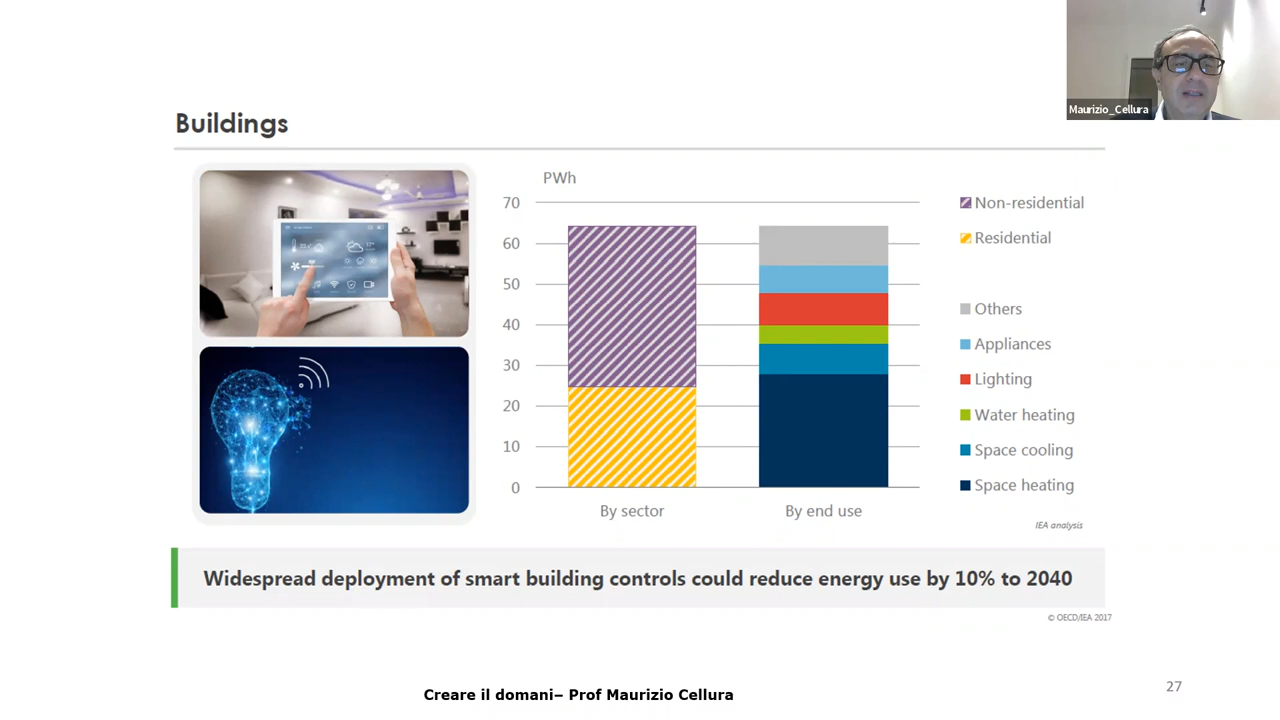 Maurizio_Cellura
Buildings
PWh
70
60
50
40
30
20
10
0
By sector
By end use
Non-residential
Residential
Others
Appliances
Lighting
Water heating
Space cooling
Space heating
IEA analysis
Widespread deployment of smart building controls could reduce energy use by 10% to 2040
© OECD/IEA 2017
Creare il domani– Prof Maurizio Cellura
27